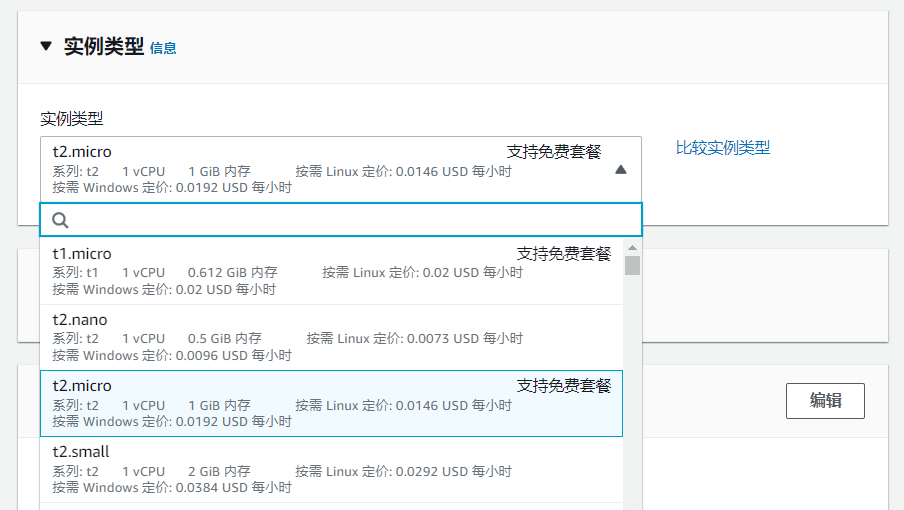 实例类型 信息
实例类型
t2.micro 支持免费套餐
系列: t2 1 vCPU 1 GiB 内存 按需 Linux 定价: 0.0146 USD 每小时
按需 Windows 定价: 0.0192 USD 每小时
比较实例类型
t1.micro 支持免费套餐
系列: t1 1 vCPU 0.612 GiB 内存 按需 Linux 定价: 0.02 USD 每小时
按需 Windows 定价: 0.02 USD 每小时
t2.nano
系列: t2 1 vCPU 0.5 GiB 内存 按需 Linux 定价: 0.0073 USD 每小时
按需 Windows 定价: 0.0096 USD 每小时
t2.micro 支持免费套餐
系列: t2 1 vCPU 1 GiB 内存 按需 Linux 定价: 0.0146 USD 每小时
按需 Windows 定价: 0.0192 USD 每小时
编辑
t2.small
系列: t2 1 vCPU 2 GiB 内存 按需 Linux 定价: 0.0292 USD 每小时
按需 Windows 定价: 0.0384 USD 每小时